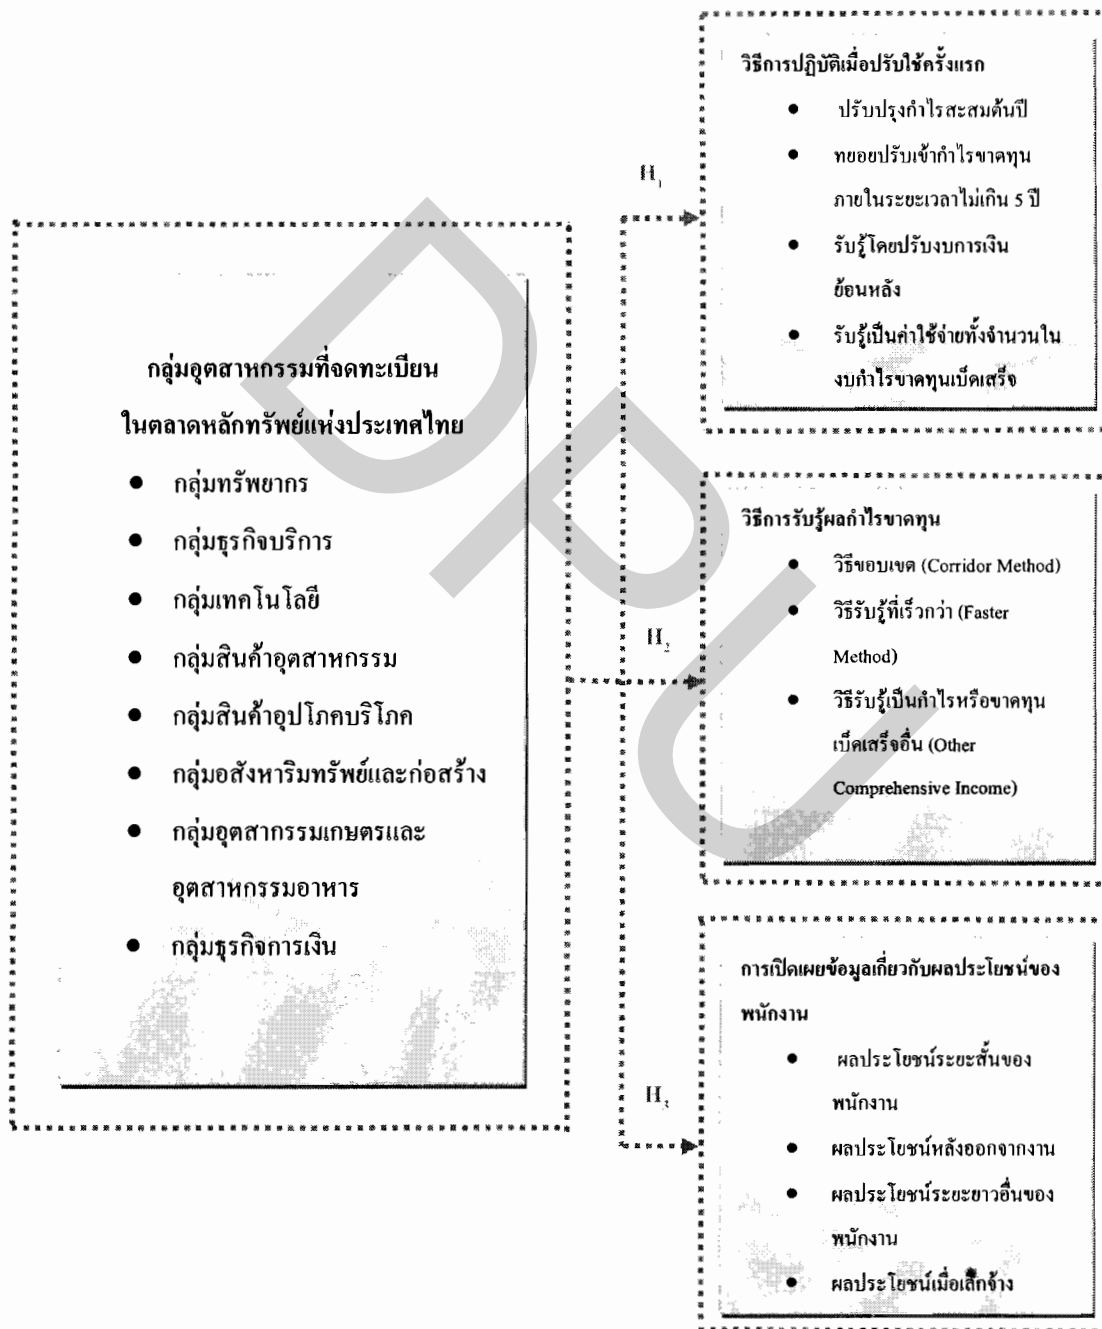 กลุ่มอุตสาหกรรมที่จดทะเบียน
ในตลาดหลักทรัพย์แห่งประเทศไทย
● กลุ่มทรัพยากร
● กลุ่มธุรกิจบริการ
● กลุ่มเทคโนโลยี
● กลุ่มสินค้าอุตสาหกรรม
● กลุ่มสินค้าอุปโภคบริโภค
● กลุ่มอสังหาริมทรัพย์และก่อสร้าง
● กลุ่มอุตสากรรมเกษตรและ
อุตสาหกรรมอาหาร
● กลุ่มธุรกิจการเงิน
H₁
วิธีการปฏิบัติเมื่อปรับใช้ครั้งแรก
● ปรับปรุงกำไรสะสมต้นปี
● ทยอยปรับเข้ากำไรขาดทุน
ภายในระยะเวลาไม่เกิน 5 ปี
● รับรู้โดยปรับงบการเงิน
ย้อนหลัง
● รับรู้เป็นค่าใช้จ่ายทั้งจำนวนใน
งบกำไรขาดทุนเบ็ดเสร็จ
H₂
วิธีการรับรู้ผลกำไรขาดทุน
● วิธีขอบเขต (Corridor Method)
● วิธีรับรู้ที่เร็วกว่า (Faster
Method)
● วิธีรับรู้เป็นกำไรหรือขาดทุน
เบ็ดเสร็จอื่น (Other
Comprehensive Income)
H₃
การเปิดเผยข้อมูลเกี่ยวกับผลประโยชน์ของ
พนักงาน
● ผลประโยชน์ระยะสั้นของ
พนักงาน
● ผลประโยชน์หลังออกจากงาน
● ผลประโยชน์ระยะยาวอื่นของ
พนักงาน
● ผลประโยชน์เมื่อเลิกจ้าง
DPU